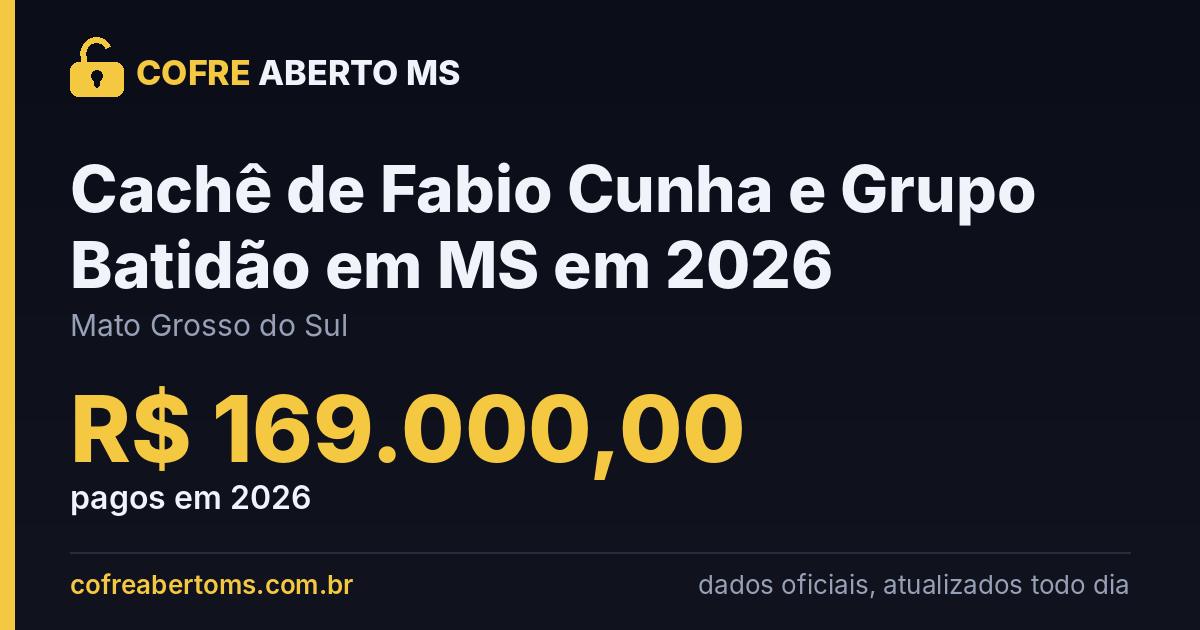 COFRE ABERTO MS
Cachê de Fabio Cunha e Grupo
Batidão em MS em 2026
Mato Grosso do Sul
R$ 169.000,00
pagos em 2026
cofreabertoms.com.br
dados oficiais, atualizados todo dia